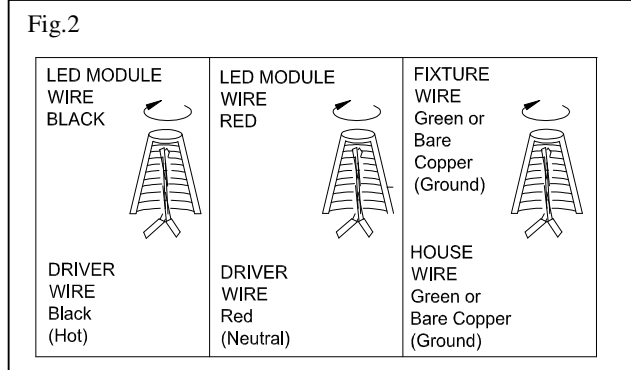 Fig.2
LED MODULE
WIRE
BLACK
DRIVER
WIRE
Black
(Hot)
LED MODULE
WIRE
RED
DRIVER
WIRE
Red
(Neutral)
FIXTURE
WIRE
Green or
Bare
Copper
(Ground)
HOUSE
WIRE
Green or
Bare Copper
(Ground)